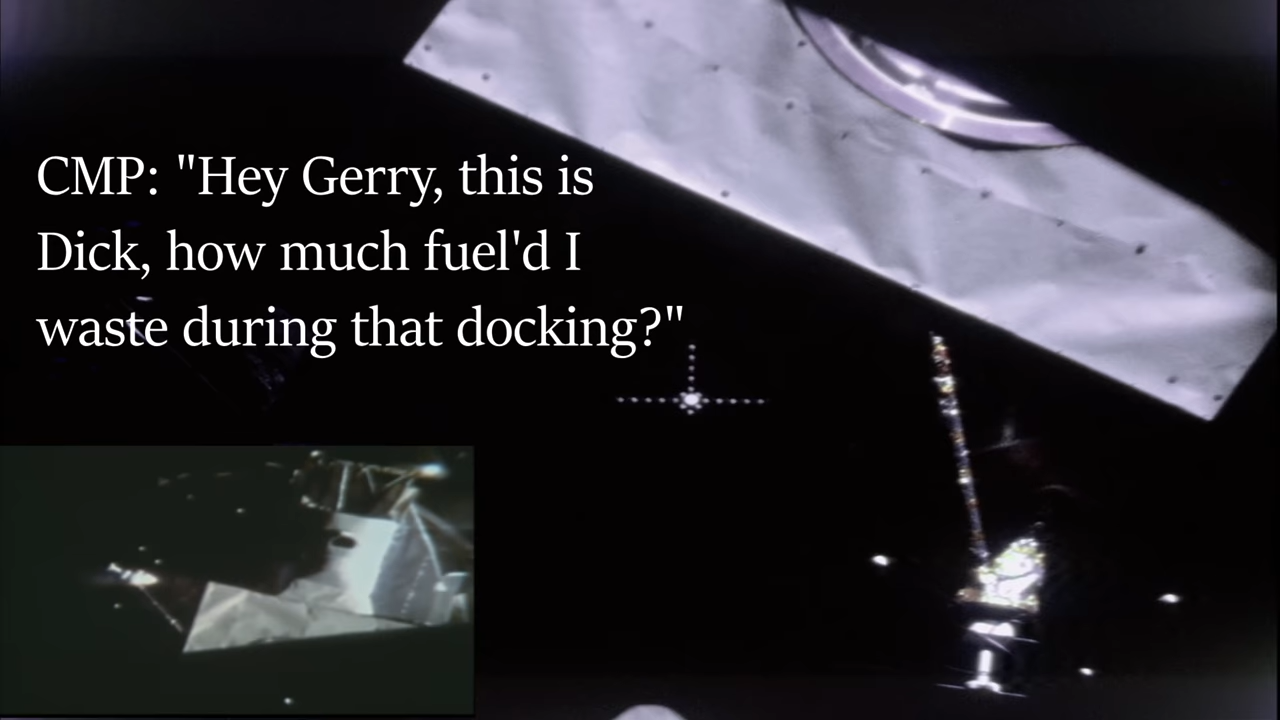 CMP: "Hey Gerry, this is
Dick, how much fuel'd I
waste during that docking?"